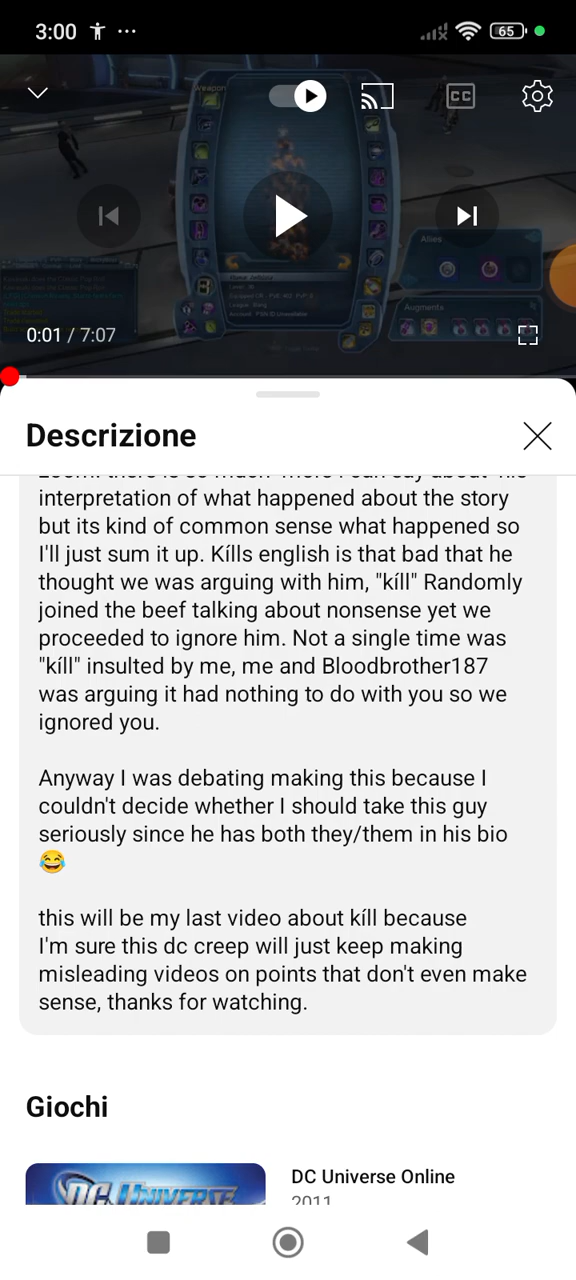 3:00
65
Weapon
CC
Allies
Augments
0:01 / 7:07
Descrizione
interpretation of what happened about the story
but its kind of common sense what happened so
I'll just sum it up. Kílls english is that bad that he
thought we was arguing with him, "kíll" Randomly
joined the beef talking about nonsense yet we
proceeded to ignore him. Not a single time was
"kíll" insulted by me, me and Bloodbrother187
was arguing it had nothing to do with you so we
ignored you.
Anyway I was debating making this because I
couldn't decide whether I should take this guy
seriously since he has both they/them in his bio
😂
this will be my last video about kíll because
I'm sure this dc creep will just keep making
misleading videos on points that don't even make
sense, thanks for watching.
Giochi
DC UNIVERSE
DC Universe Online
2011